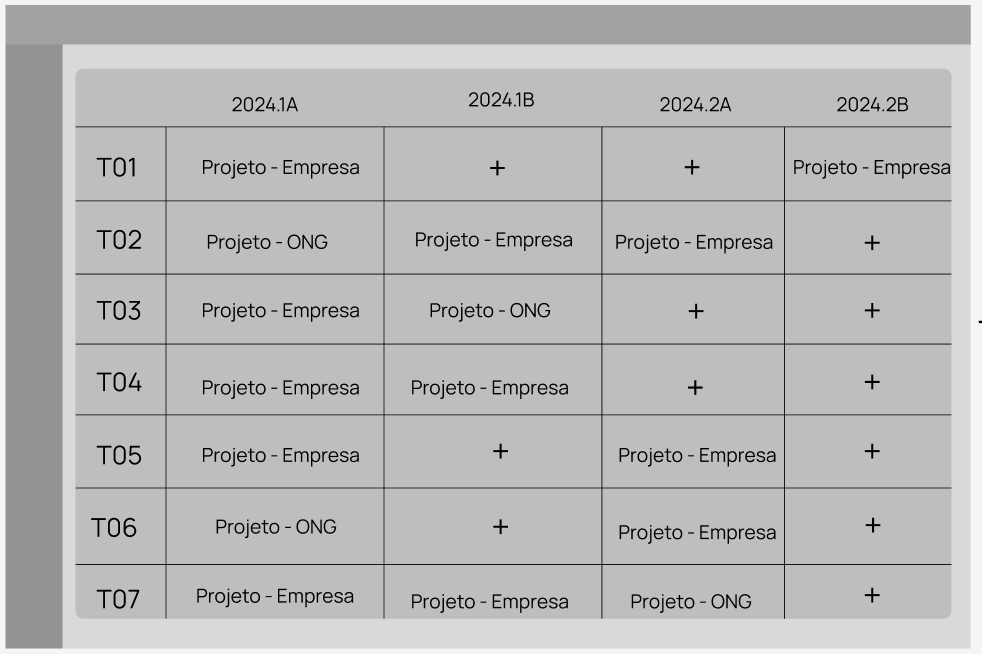 2024.1A 2024.1B 2024.2A 2024.2B
T01 Projeto - Empresa + + Projeto - Empresa
T02 Projeto - ONG Projeto - Empresa Projeto - Empresa +
T03 Projeto - Empresa Projeto - ONG + +
T04 Projeto - Empresa Projeto - Empresa + +
T05 Projeto - Empresa + Projeto - Empresa +
T06 Projeto - ONG + Projeto - Empresa +
T07 Projeto - Empresa Projeto - Empresa Projeto - ONG +